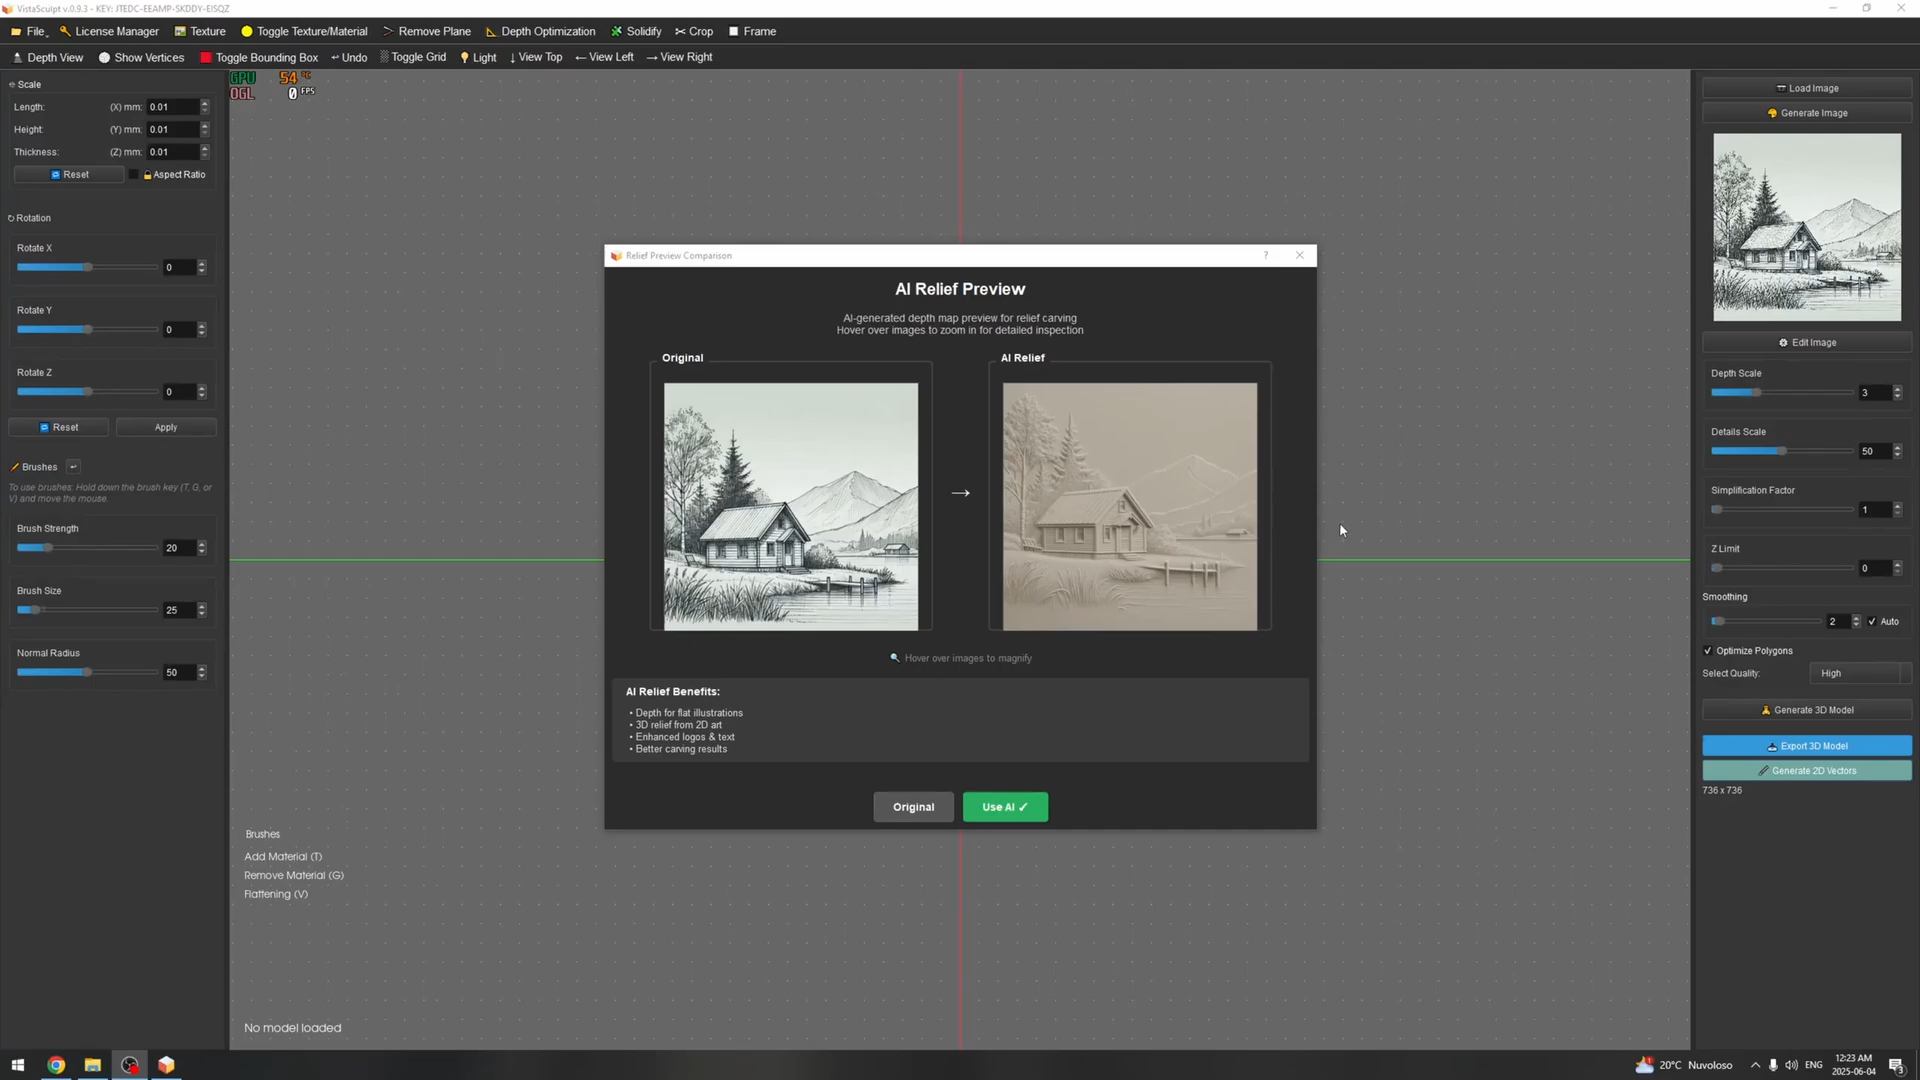 VistaSculpt v.0.9.3 - KEY: JTEDC-EEAMP-SKDDY-EISQZ
File
License Manager
Texture
Toggle Texture/Material
Remove Plane
Depth Optimization
Solidify
Crop
Frame
Depth View
Show Vertices
Toggle Bounding Box
Undo
Toggle Grid
Light
↓ View Top
← View Left
→ View Right
Scale
Length: (X) mm: 0.01
Height: (Y) mm: 0.01
Thickness: (Z) mm: 0.01
Reset
Aspect Ratio
Rotation
Rotate X
0
Rotate Y
0
Rotate Z
0
Reset
Apply
Brushes
To use brushes: Hold down the brush key (T, G, or
V) and move the mouse.
Brush Strength
20
Brush Size
25
Normal Radius
50
GPU 54 °C
OGL 0 FPS
Relief Preview Comparison
?
AI Relief Preview
AI-generated depth map preview for relief carving
Hover over images to zoom in for detailed inspection
Original
→
AI Relief
Hover over images to magnify
AI Relief Benefits:
• Depth for flat illustrations
• 3D relief from 2D art
• Enhanced logos & text
• Better carving results
Original
Use AI ✓
Brushes
Add Material (T)
Remove Material (G)
Flattening (V)
No model loaded
Load Image
Generate Image
Edit Image
Depth Scale
3
Details Scale
50
Simplification Factor
1
Z Limit
0
Smoothing
2
Auto
Optimize Polygons
Select Quality: High
Generate 3D Model
Export 3D Model
Generate 2D Vectors
736 x 736
20°C Nuvoloso
ENG
12:23 AM
2025-06-04
3